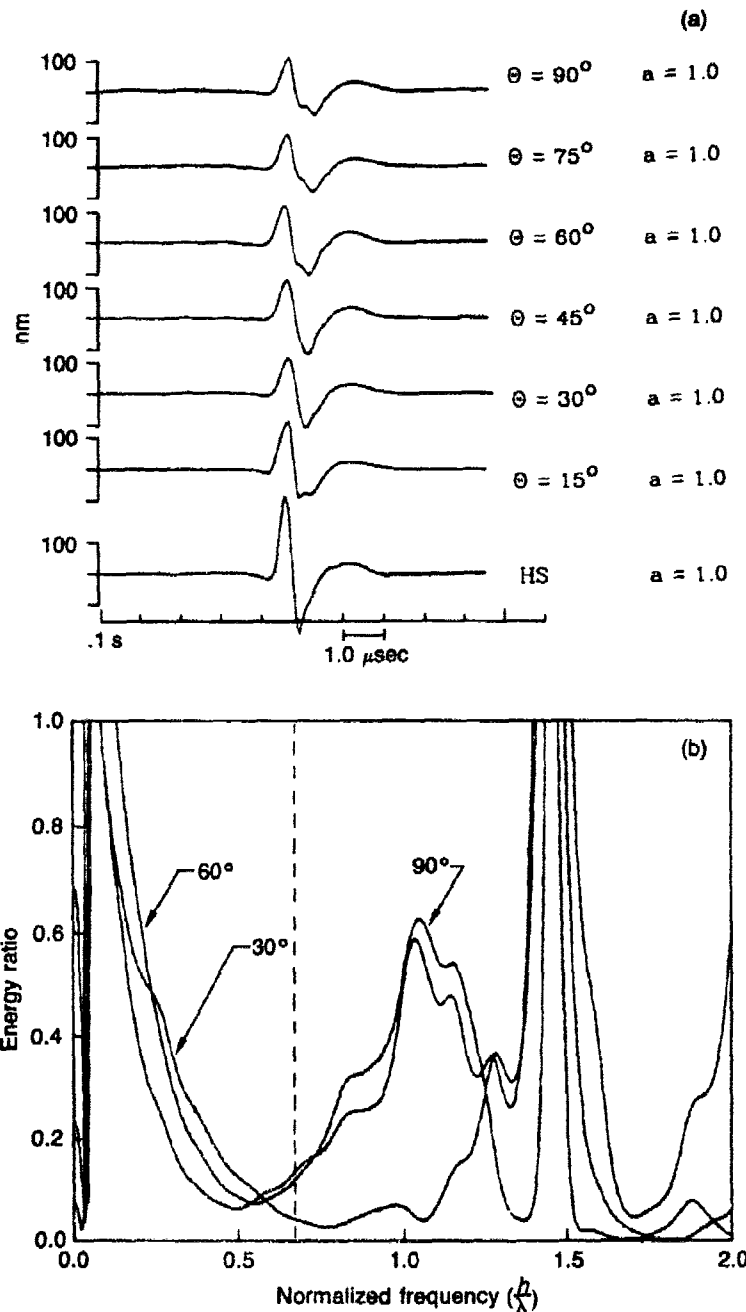 (a)
100 Θ = 90° a = 1.0
100 Θ = 75° a = 1.0
100 Θ = 60° a = 1.0
100 Θ = 45° a = 1.0
nm
100 Θ = 30° a = 1.0
100 Θ = 15° a = 1.0
100 HS a = 1.0
.1 s
1.0 μsec
(b)
1.0
0.8
0.6
0.4
0.2
0.0
Energy ratio
60°
30°
90°
0.0 0.5 1.0 1.5 2.0
Normalized frequency (h/λ)